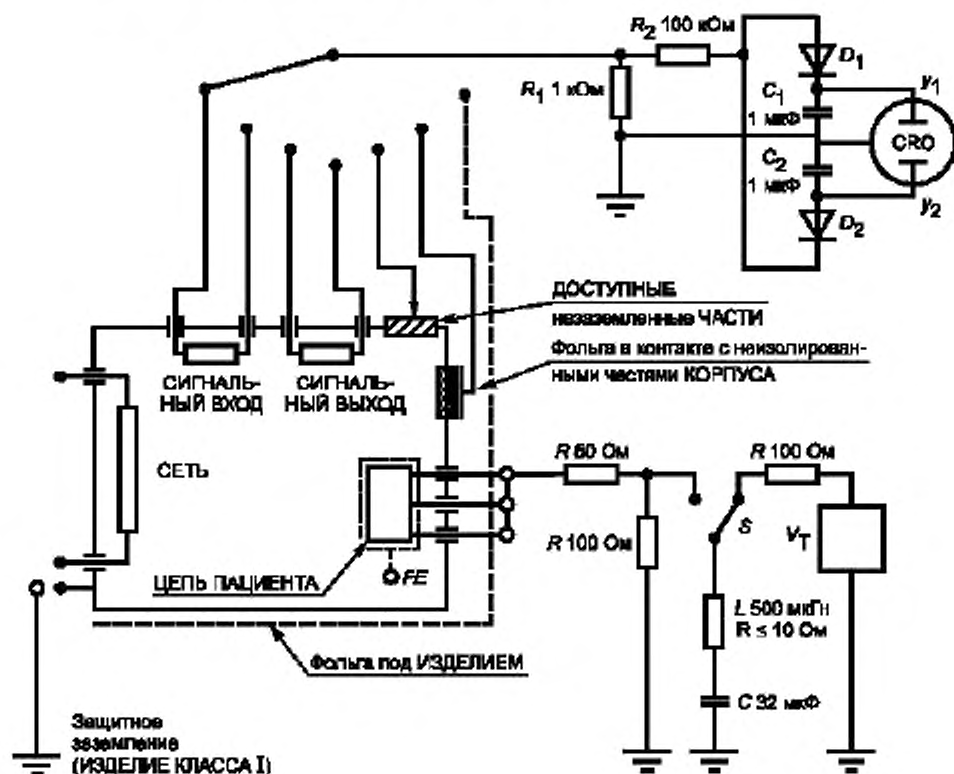 R₂ 100 кОм
D₁
R₁ 1 кОм
C₁
1 мкФ
y₁
CRO
C₂
1 мкФ
y₂
D₂
ДОСТУПНЫЕ
незаземленные ЧАСТИ
Фольга в контакте с неизолирован-
ными частями КОРПУСА
СИГНАЛЬ-
НЫЙ ВХОД
СИГНАЛЬ-
НЫЙ ВЫХОД
СЕТЬ
R 50 Ом
R 100 Ом
S
R 100 Ом
V_T
ЦЕПЬ ПАЦИЕНТА
FE
L 500 мкГн
R ≤ 10 Ом
Фольга под ИЗДЕЛИЕМ
C 32 мкФ
Защитное
заземление
(ИЗДЕЛИЕ КЛАССА I)